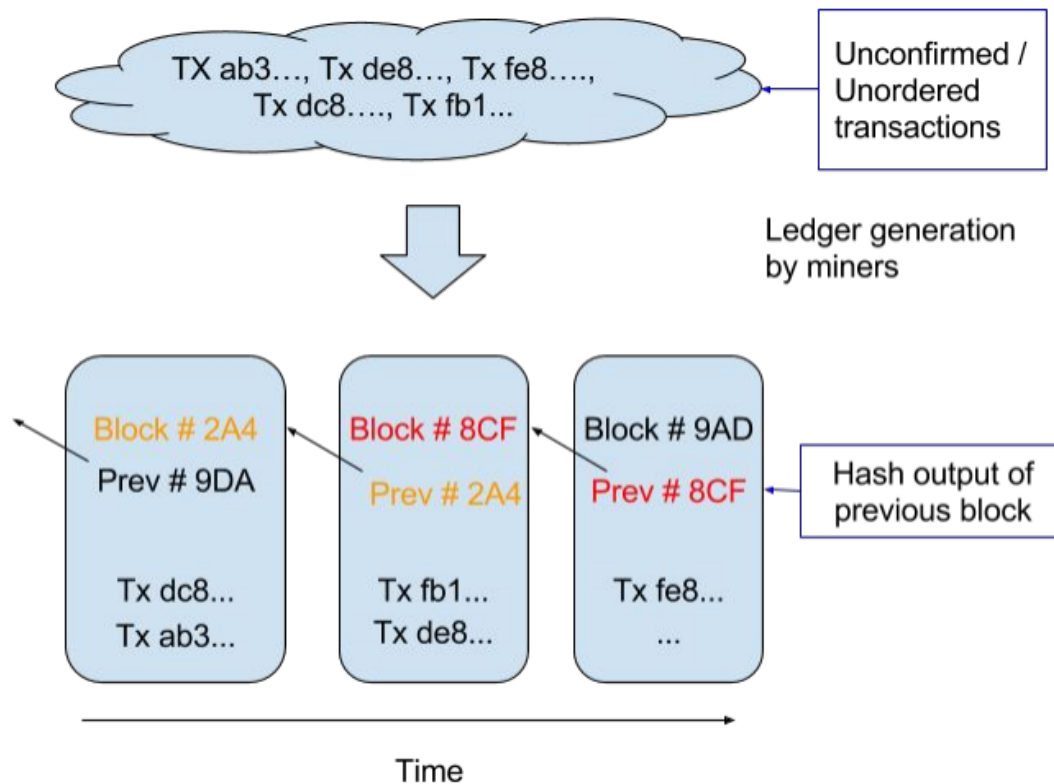 TX ab3…, Tx de8…, Tx fe8….,
Tx dc8…., Tx fb1...
Unconfirmed /
Unordered
transactions
Ledger generation
by miners
Block # 2A4
Prev # 9DA
Tx dc8...
Tx ab3...
Block # 8CF
Prev # 2A4
Tx fb1...
Tx de8...
Block # 9AD
Prev # 8CF
Tx fe8...
...
Hash output of
previous block
Time